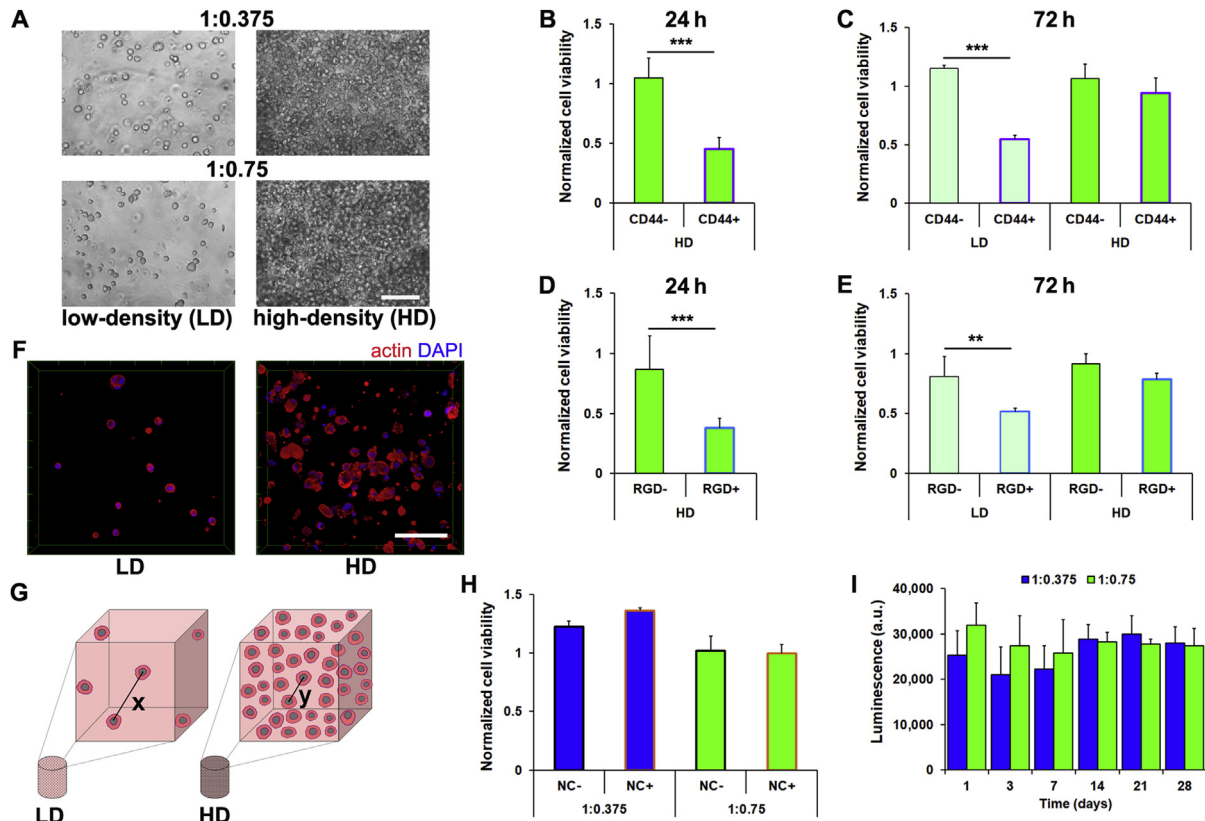 A
1:0.375
1:0.75
low-density (LD) high-density (HD)
B
24 h
Normalized cell viability
1.5
1
0.5
0
***
CD44- CD44+
HD
C
72 h
Normalized cell viability
1.5
1
0.5
0
***
CD44- CD44+ CD44- CD44+
LD HD
D
24 h
Normalized cell viability
1.5
1
0.5
0
***
RGD- RGD+
HD
E
72 h
Normalized cell viability
1.5
1
0.5
0
**
RGD- RGD+ RGD- RGD+
LD HD
F
actin DAPI
LD HD
G
x
y
LD HD
H
Normalized cell viability
1.5
1
0.5
0
NC- NC+ NC- NC+
1:0.375 1:0.75
I
1:0.375 1:0.75
Luminescence (a.u.)
40,000
30,000
20,000
10,000
0
1 3 7 14 21 28
Time (days)